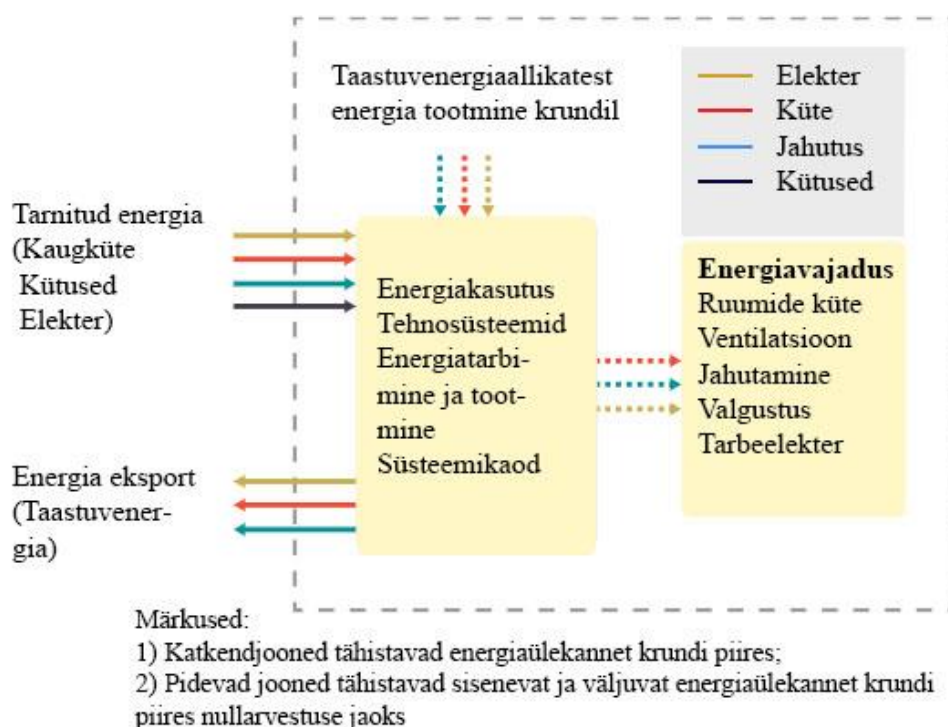 Taastuvenergiaallikatest
energia tootmine krundil
Elekter
Küte
Jahutus
Kütused
Tarnitud energia
(Kaugküte
Kütused
Elekter)
Energiakasutus
Tehnosüsteemid
Energiatarbi-
mine ja toot-
mine
Süsteemikaod
Energiavajadus
Ruumide küte
Ventilatsioon
Jahutamine
Valgustus
Tarbeelekter
Energia eksport
(Taastuvener-
gia)
Märkused:
1) Katkendjooned tähistavad energiaülekannet krundi piires;
2) Pidevad jooned tähistavad sisenevat ja väljuvat energiaülekannet krundi
piires nullarvestuse jaoks